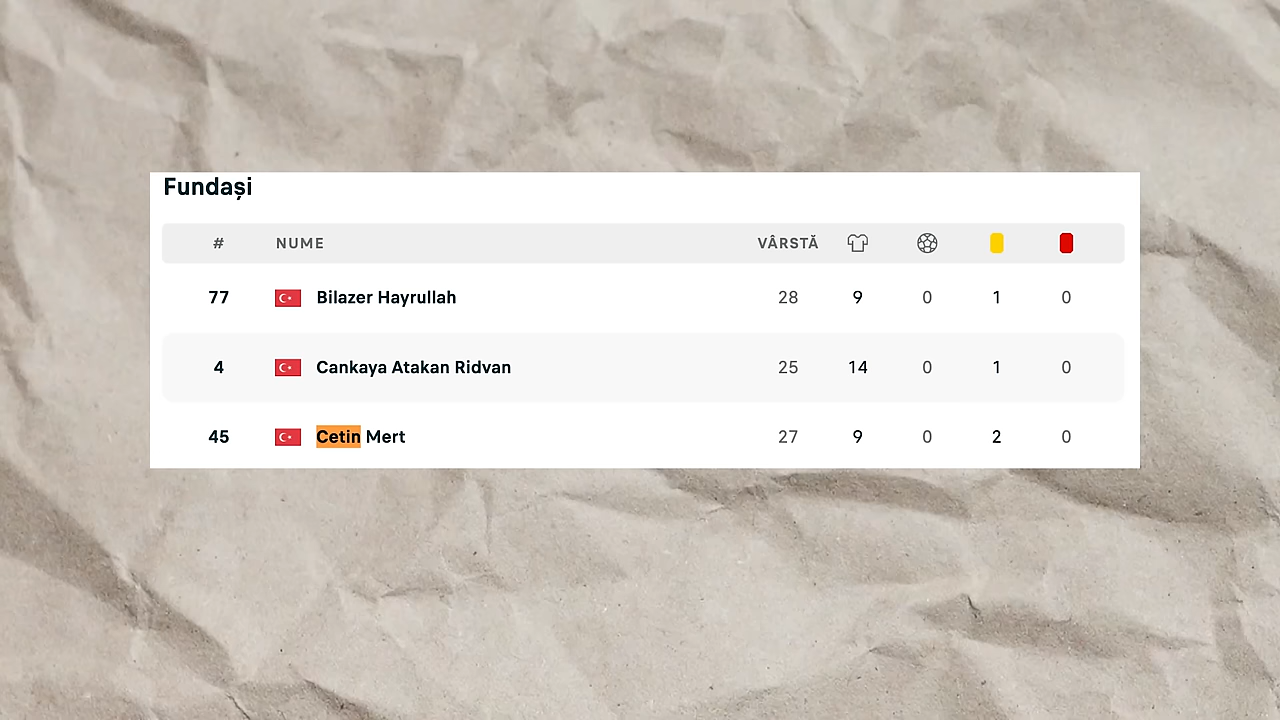 Fundași
# NUME VÂRSTĂ
77 Bilazer Hayrullah 28 9 0 1 0
4 Cankaya Atakan Ridvan 25 14 0 1 0
45 Cetin Mert 27 9 0 2 0